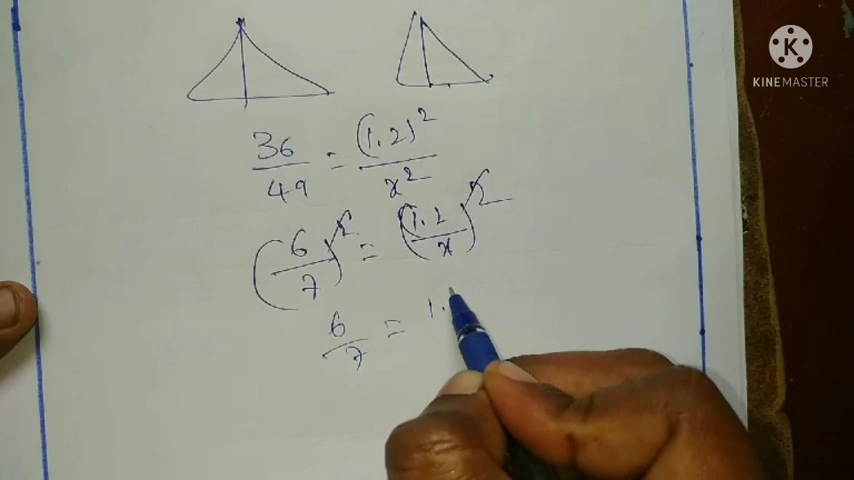 K
KINEMASTER
36/49 = (1.2)²/x²
(6/7)² = (1.2/x)²
6/7 = 1.